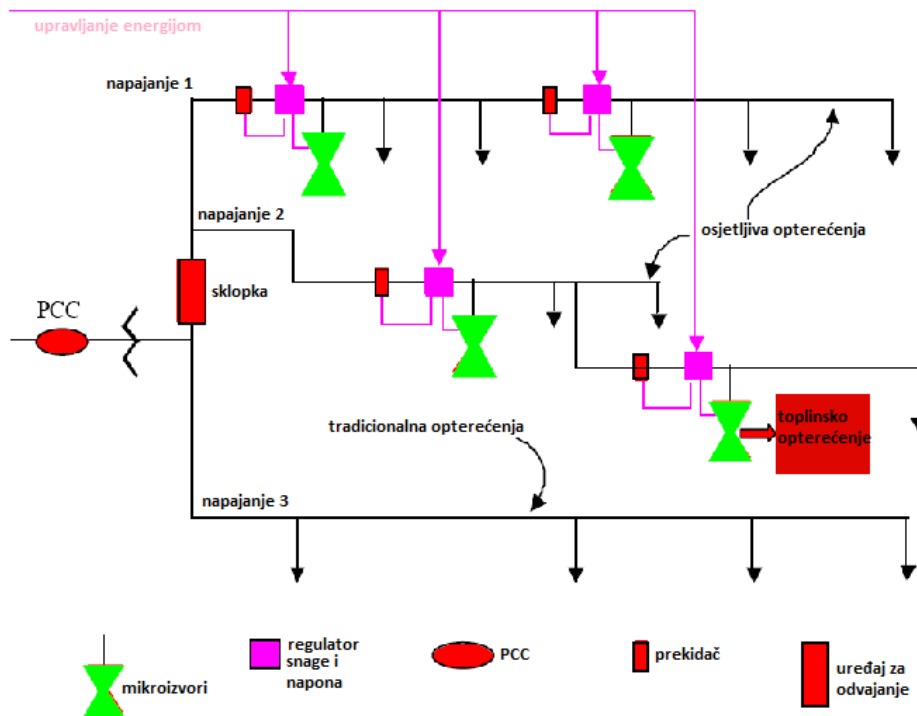 upravljanje energijom
napajanje 1
napajanje 2
osjetljiva opterećenja
sklopka
PCC
toplinsko
opterećenje
tradicionalna opterećenja
napajanje 3
mikroizvori
regulator
snage i
napona
PCC
prekidač
uređaj za
odvajanje